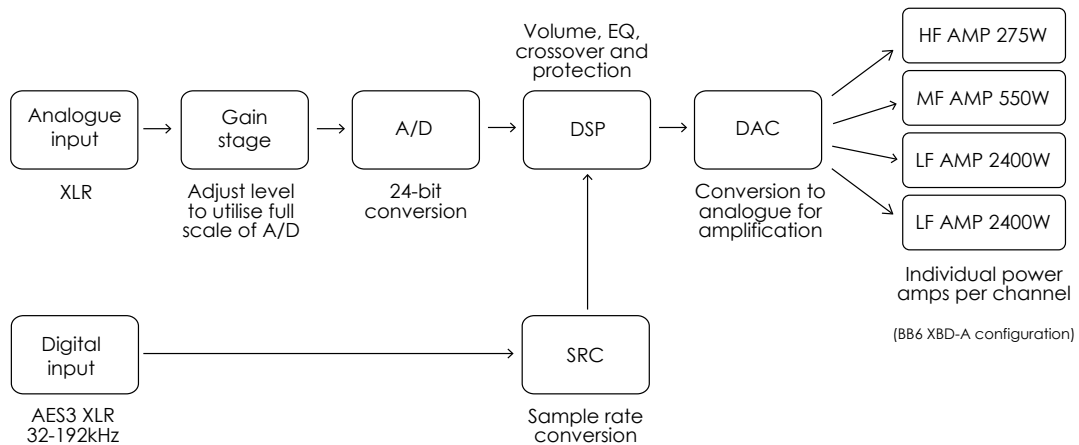 Analogue
input
XLR
Gain
stage
Adjust level
to utilise full
scale of A/D
A/D
24-bit
conversion
Volume, EQ,
crossover and
protection
DSP
DAC
Conversion to
analogue for
amplification
HF AMP 275W
MF AMP 550W
LF AMP 2400W
LF AMP 2400W
Individual power
amps per channel
(BB6 XBD-A configuration)
Digital
input
AES3 XLR
32-192kHz
SRC
Sample rate
conversion